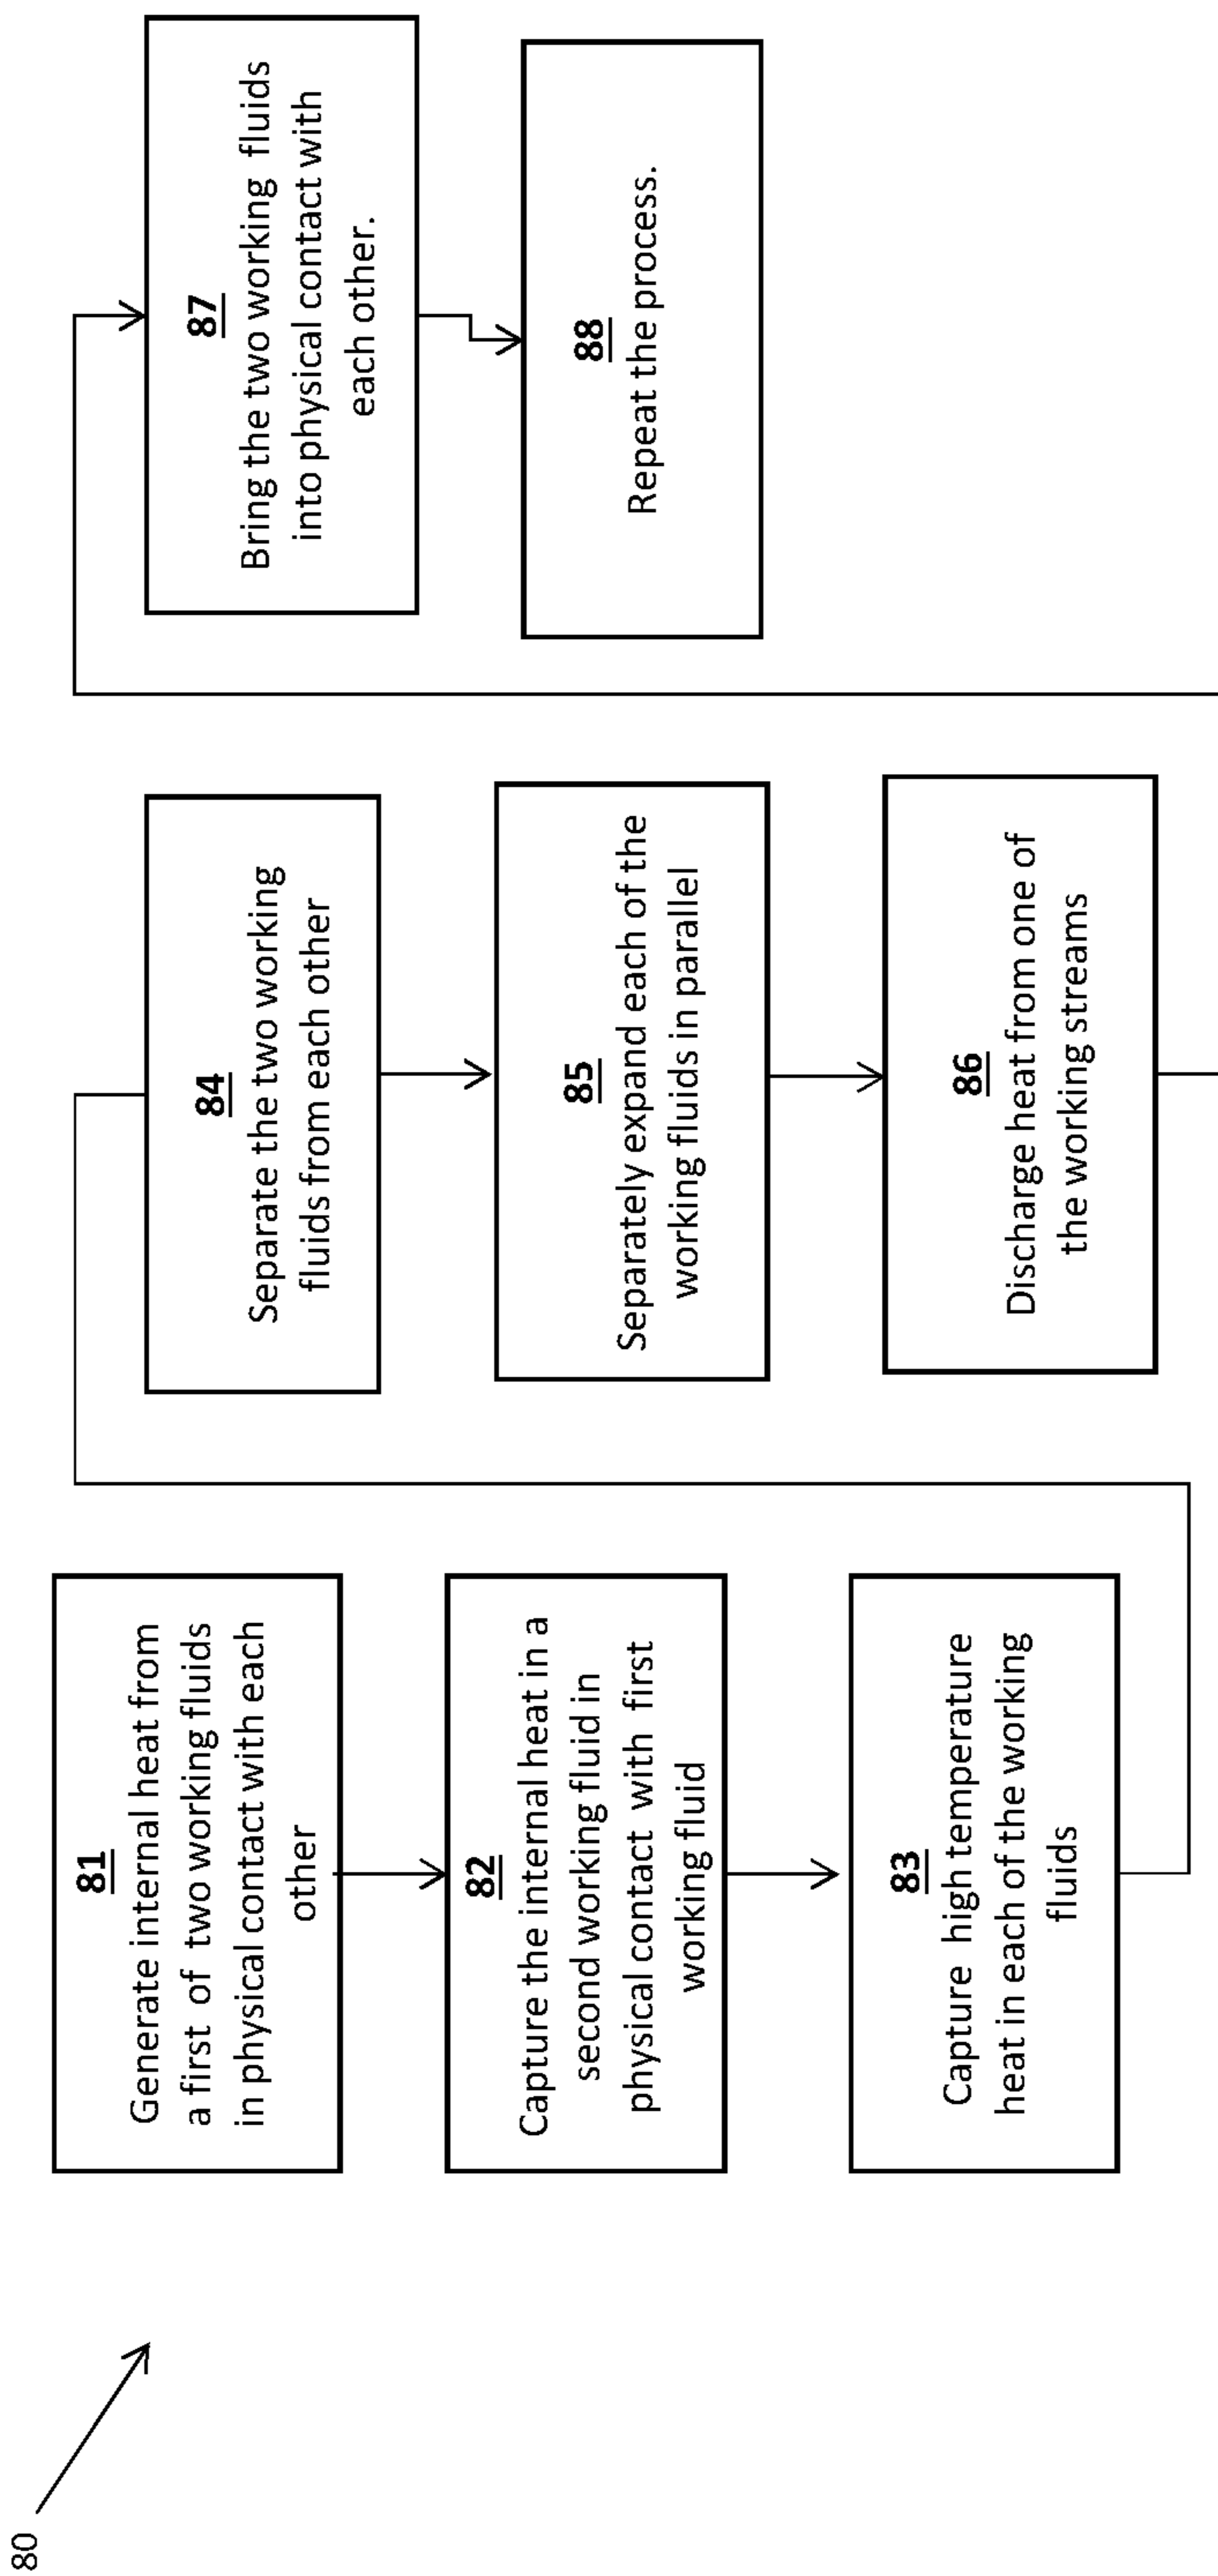 80
81
Generate internal heat from
a first of two working fluids
in physical contact with each
other
82
Capture the internal heat in a
second working fluid in
physical contact with first
working fluid
83
Capture high temperature
heat in each of the working
fluids
84
Separate the two working
fluids from each other
85
Separately expand each of the
working fluids in parallel
86
Discharge heat from one of
the working streams
87
Bring the two working fluids
into physical contact with
each other.
88
Repeat the process.